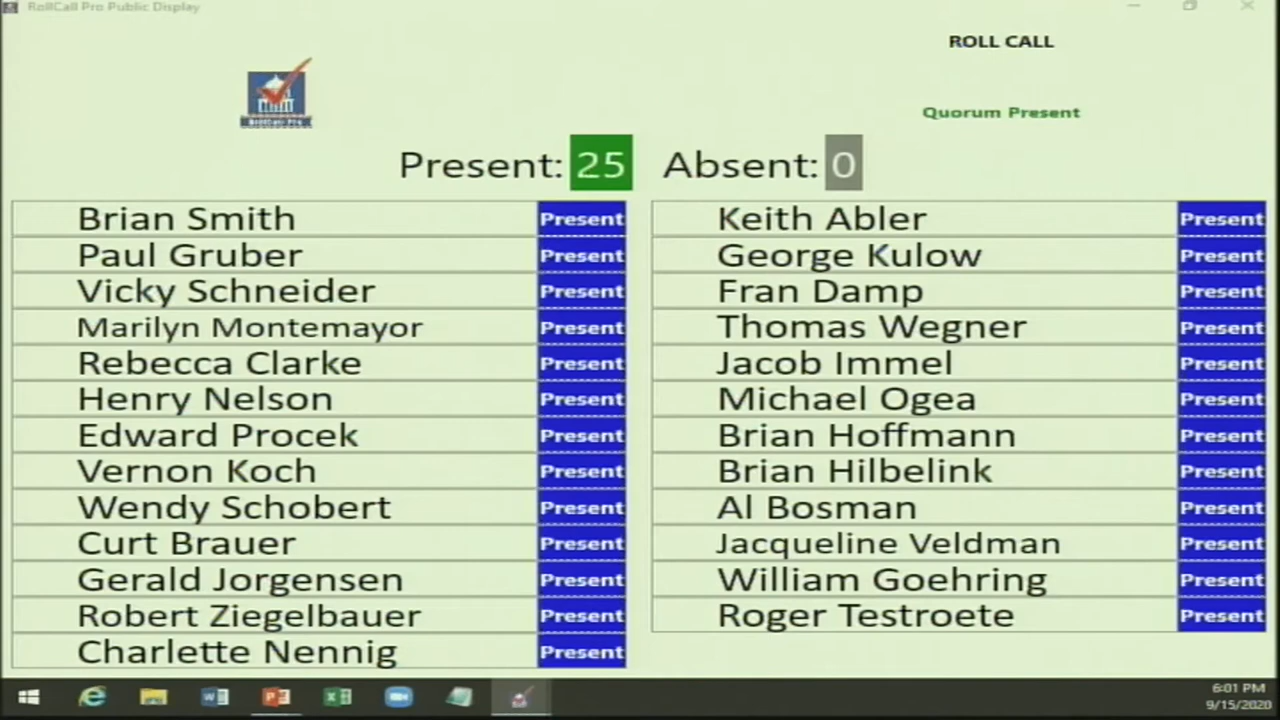 RollCall Pro Public Display
ROLL CALL
RollCall Pro
Quorum Present
Present: 25 Absent: 0
Brian Smith Present
Paul Gruber Present
Vicky Schneider Present
Marilyn Montemayor Present
Rebecca Clarke Present
Henry Nelson Present
Edward Procek Present
Vernon Koch Present
Wendy Schobert Present
Curt Brauer Present
Gerald Jorgensen Present
Robert Ziegelbauer Present
Charlette Nennig Present
Keith Abler Present
George Kulow Present
Fran Damp Present
Thomas Wegner Present
Jacob Immel Present
Michael Ogea Present
Brian Hoffmann Present
Brian Hilbelink Present
Al Bosman Present
Jacqueline Veldman Present
William Goehring Present
Roger Testroete Present
6:01 PM
9/15/2020